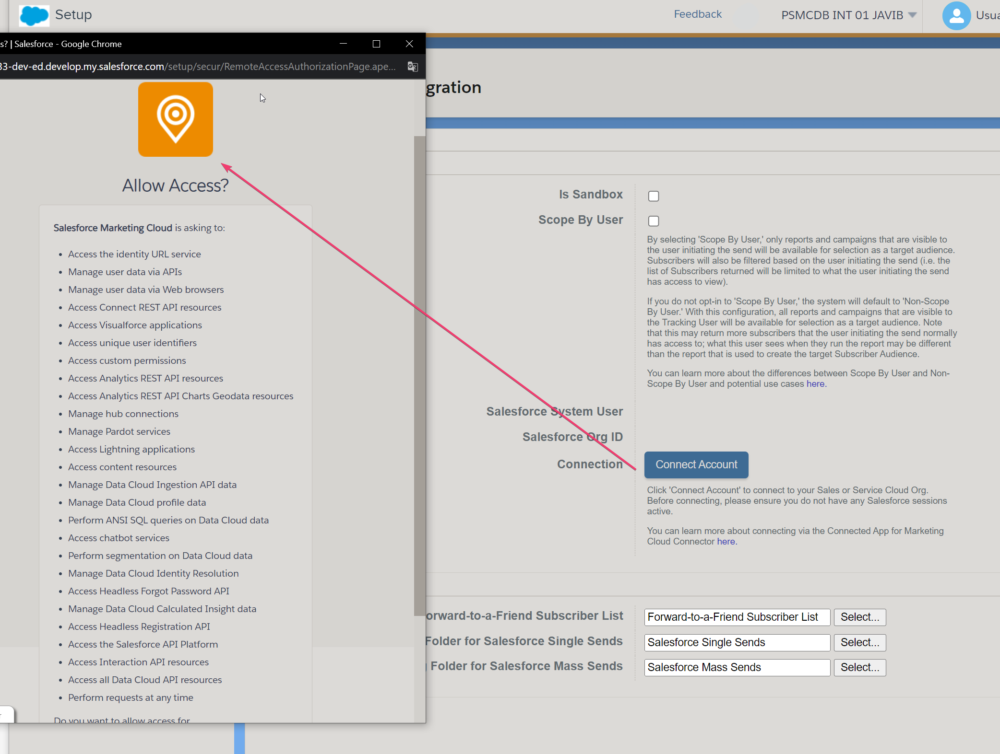 Setup
Feedback
PSMCDB INT 01 JAVIB
s? | Salesforce - Google Chrome
33-dev-ed.develop.my.salesforce.com/setup/secur/RemoteAccessAuthorizationPage.ape...
gration
Allow Access?
Salesforce Marketing Cloud is asking to:
• Access the identity URL service
• Manage user data via APIs
• Manage user data via Web browsers
• Access Connect REST API resources
• Access Visualforce applications
• Access unique user identifiers
• Access custom permissions
• Access Analytics REST API resources
• Access Analytics REST API Charts Geodata resources
• Manage hub connections
• Manage Pardot services
• Access Lightning applications
• Access content resources
• Manage Data Cloud Ingestion API data
• Manage Data Cloud profile data
• Perform ANSI SQL queries on Data Cloud data
• Access chatbot services
• Perform segmentation on Data Cloud data
• Manage Data Cloud Identity Resolution
• Access Headless Forgot Password API
• Manage Data Cloud Calculated Insight data
• Access Headless Registration API
• Access the Salesforce API Platform
• Access Interaction API resources
• Access all Data Cloud API resources
• Perform requests at any time
Do you want to allow access for
Is Sandbox
Scope By User
By selecting 'Scope By User,' only reports and campaigns that are visible to
the user initiating the send will be available for selection as a target audience.
Subscribers will also be filtered based on the user initiating the send (i.e. the
list of Subscribers returned will be limited to what the user initiating the send
has access to view).
If you do not opt-in to 'Scope By User,' the system will default to 'Non-Scope
By User.' With this configuration, all reports and campaigns that are visible to
the Tracking User will be available for selection as a target audience. Note
that this may return more subscribers that the user initiating the send normally
has access to; what this user sees when they run the report may be different
than the report that is used to create the target Subscriber Audience.
You can learn more about the differences between Scope By User and Non-
Scope By User and potential use cases here.
Salesforce System User
Salesforce Org ID
Connection
Connect Account
Click 'Connect Account' to connect to your Sales or Service Cloud Org.
Before connecting, please ensure you do not have any Salesforce sessions
active.
You can learn more about connecting via the Connected App for Marketing
Cloud Connector here.
orward-to-a-Friend Subscriber List
Forward-to-a-Friend Subscriber List
Select...
Folder for Salesforce Single Sends
Salesforce Single Sends
Select...
Folder for Salesforce Mass Sends
Salesforce Mass Sends
Select...